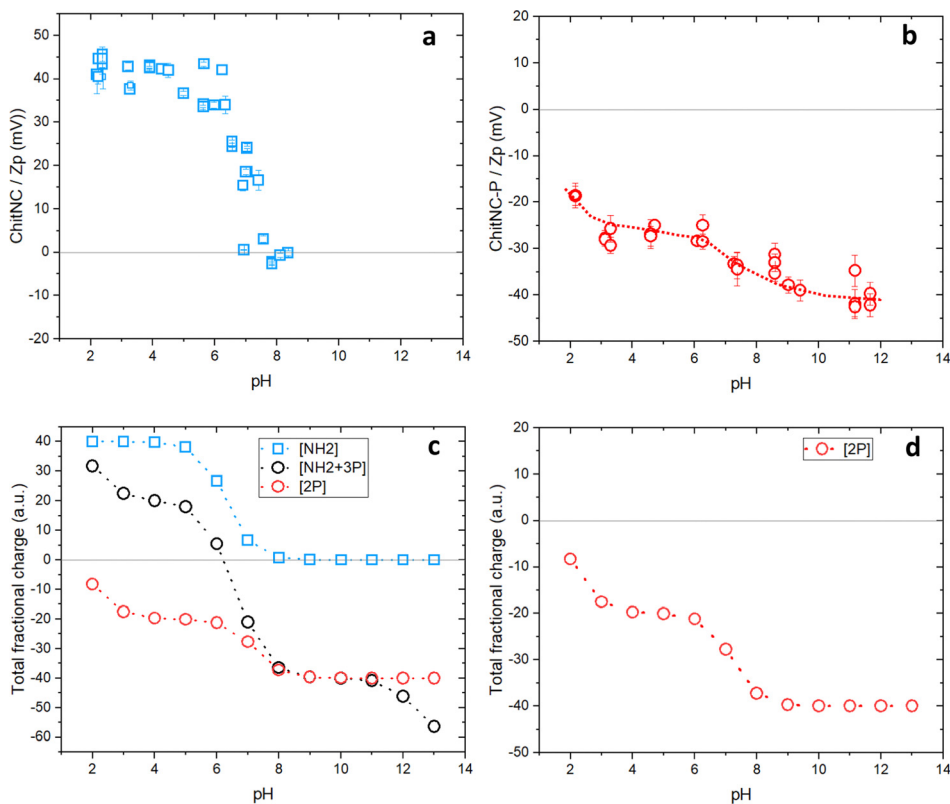 a
50
40
30
20
10
0
-10
-20
ChitNC / Zp (mV))
2 4 6 8 10 12 14
pH
b
20
10
0
-10
-20
-30
-40
-50
ChitNC-P / Zp (mV)
2 4 6 8 10 12 14
pH
c
[NH2]
[NH2+3P]
[2P]
40
30
20
10
0
-10
-20
-30
-40
-50
-60
Total fractional charge (a.u.)
2 4 6 8 10 12 14
pH
d
[2P]
20
10
0
-10
-20
-30
-40
-50
Total fractional charge (a.u.)
2 4 6 8 10 12 14
pH